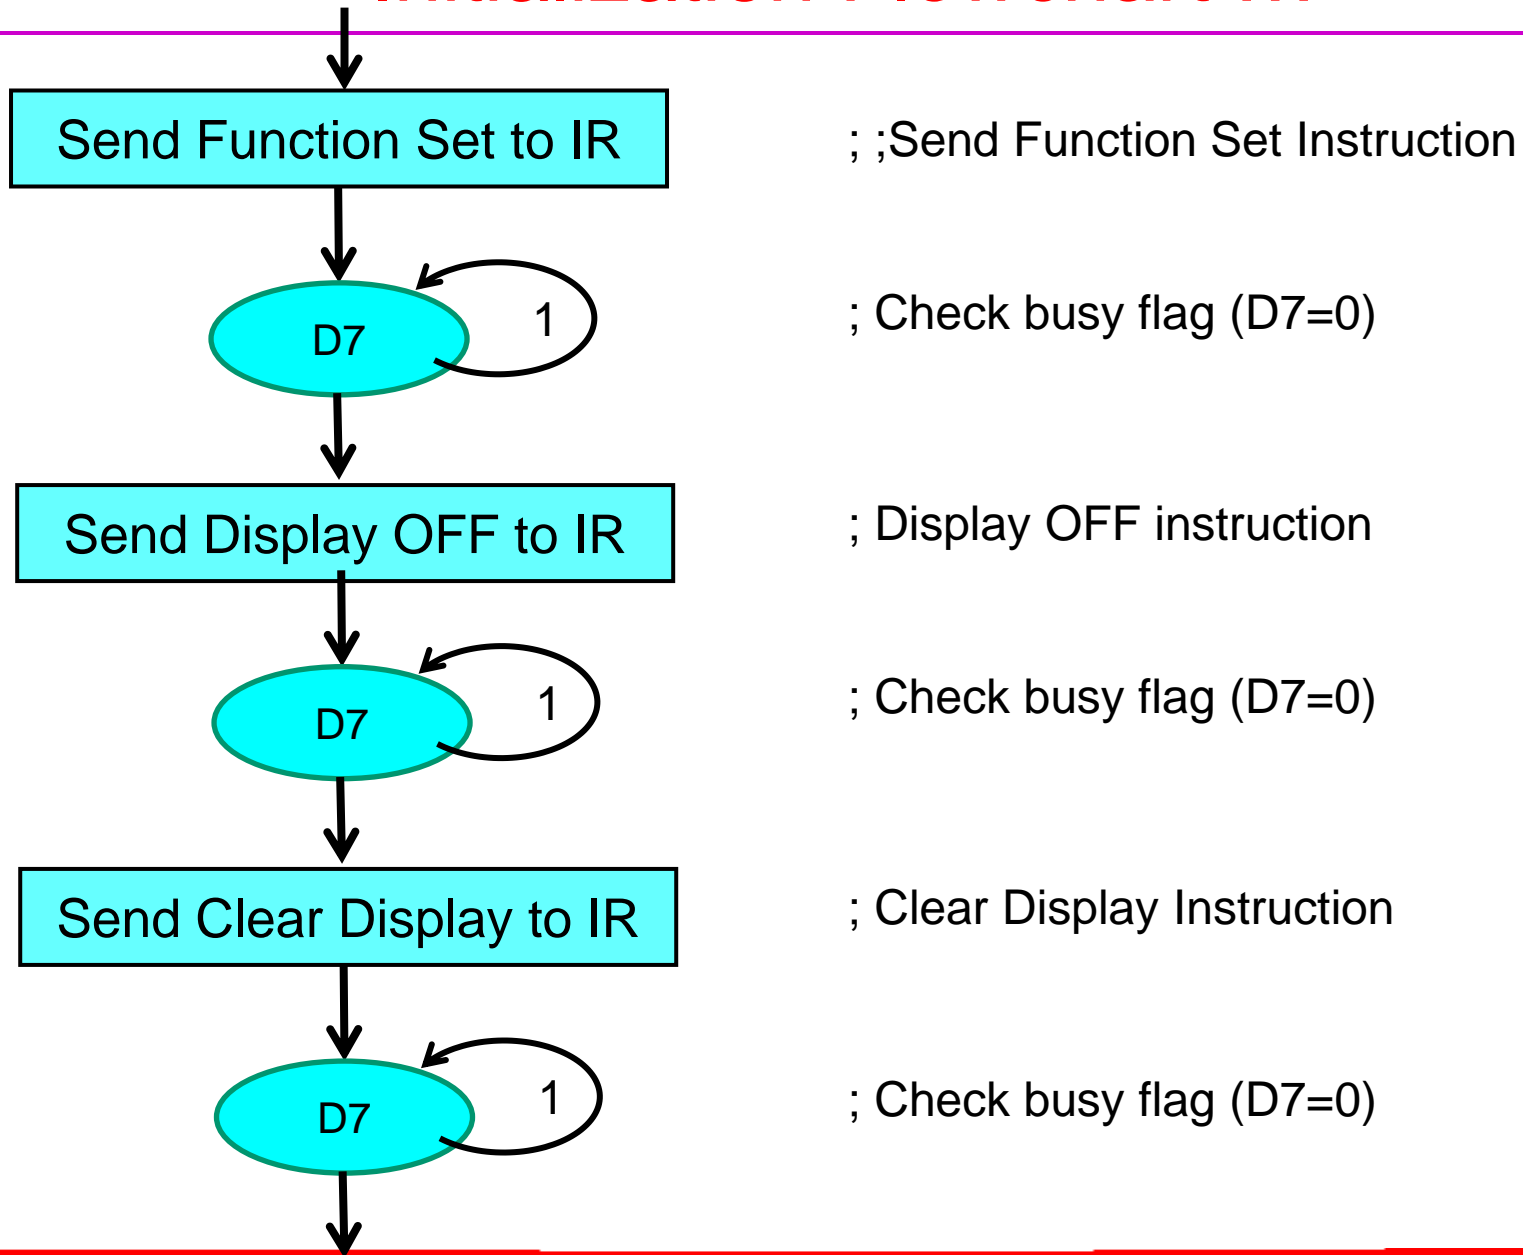 Initialization Flowchart
Send Function Set to IR
; ;Send Function Set Instruction
1
D7
; Check busy flag (D7=0)
Send Display OFF to IR
; Display OFF instruction
1
D7
; Check busy flag (D7=0)
Send Clear Display to IR
; Clear Display Instruction
1
D7
; Check busy flag (D7=0)